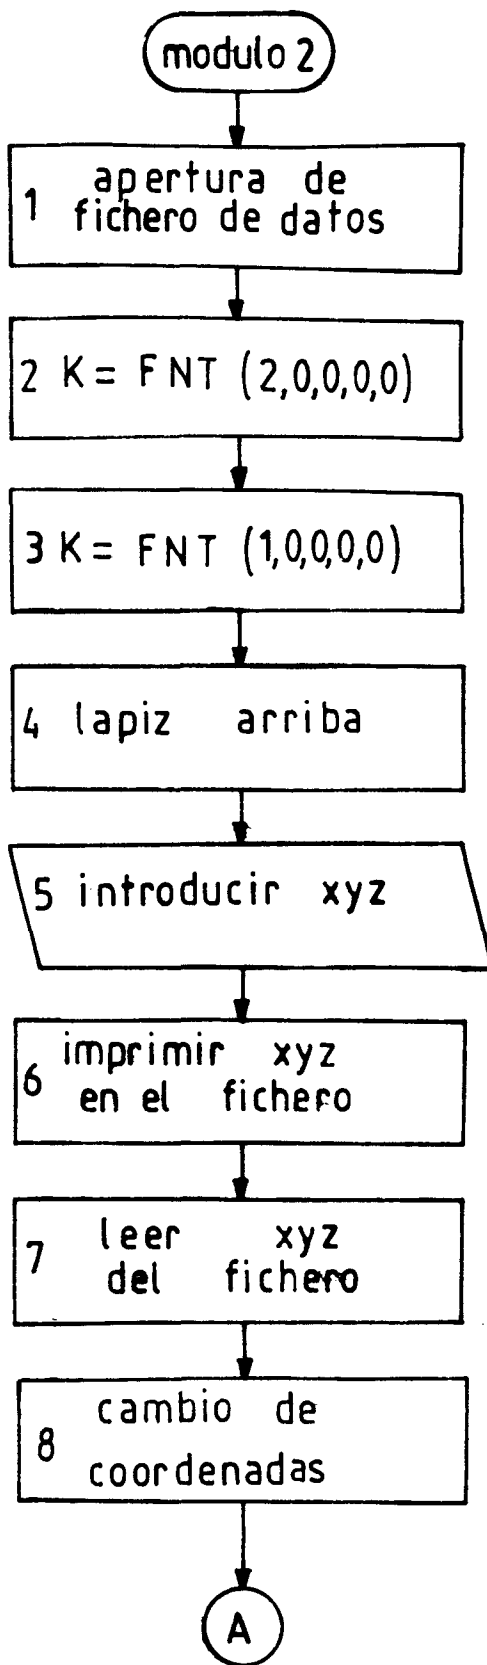 modulo 2
apertura de
1 fichero de datos
2 K = FNT (2,0,0,0,0)
3 K = FNT (1,0,0,0,0)
4 lapiz arriba
5 introducir xyz
imprimir xyz
6 en el fichero
leer xyz
7 del fichero
cambio de
8 coordenadas
A